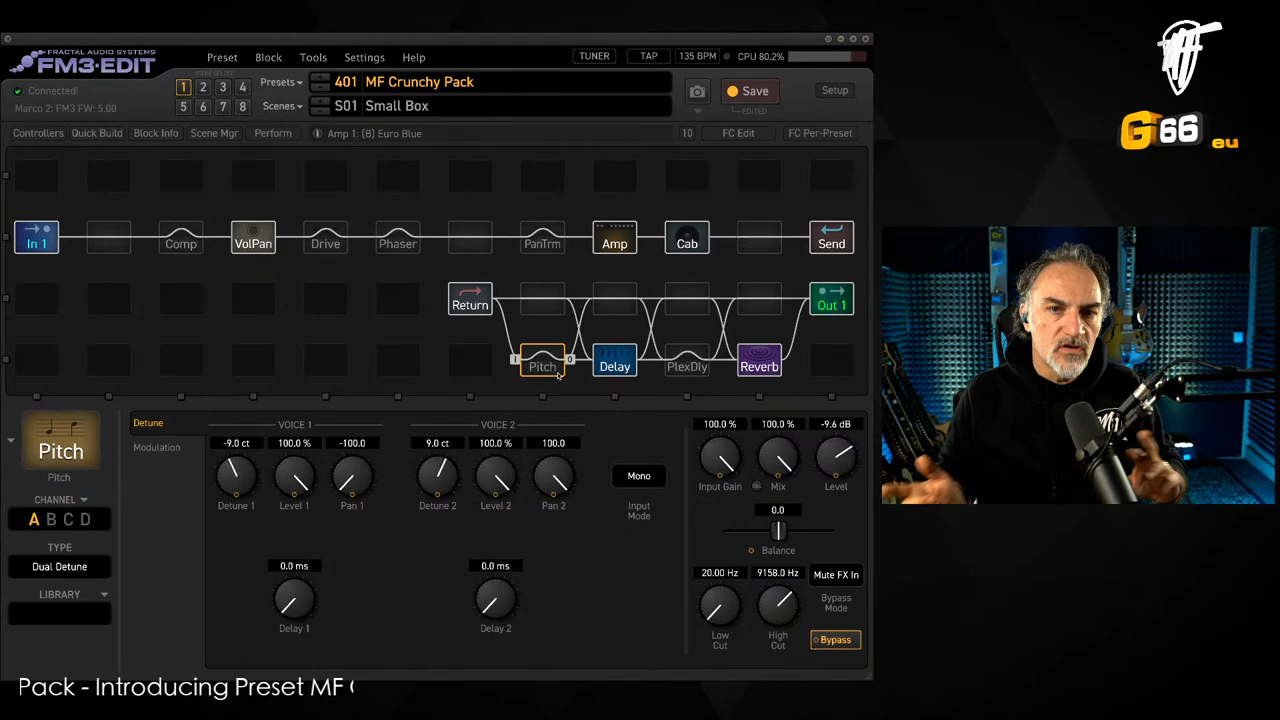 FRACTAL AUDIO SYSTEMS
FM3-EDIT
Preset Block Tools Settings Help
TUNER TAP 135 BPM CPU 80.2%
SCENE SELECT
1 2 3 4
5 6 7 8
Presets 401 MF Crunchy Pack
Scenes S01 Small Box
Save
EDITED
Setup
Connected!
Marco 2: FM3 FW: 5.00
Controllers Quick Build Block Info Scene Mgr Perform
Amp 1: (B) Euro Blue
10 FC Edit FC Per-Preset
G66
eu
In 1 Comp VolPan Drive Phaser PanTrm Amp Cab Send
Return Out 1
I Pitch O Delay PlexDly Reverb
Pitch
Pitch
CHANNEL
A B C D
TYPE
Dual Detune
LIBRARY
Detune
Modulation
VOICE 1
-9.0 ct 100.0 % -100.0
Detune 1 Level 1 Pan 1
0.0 ms
Delay 1
VOICE 2
9.0 ct 100.0 % 100.0
Detune 2 Level 2 Pan 2
0.0 ms
Delay 2
Mono
Input
Mode
100.0 % 100.0 % -9.6 dB
Input Gain Mix Level
0.0
Balance
20.00 Hz 9158.0 Hz Mute FX In
Bypass
Mode
Low
Cut
High
Cut
Bypass
Pack - Introducing Preset MF